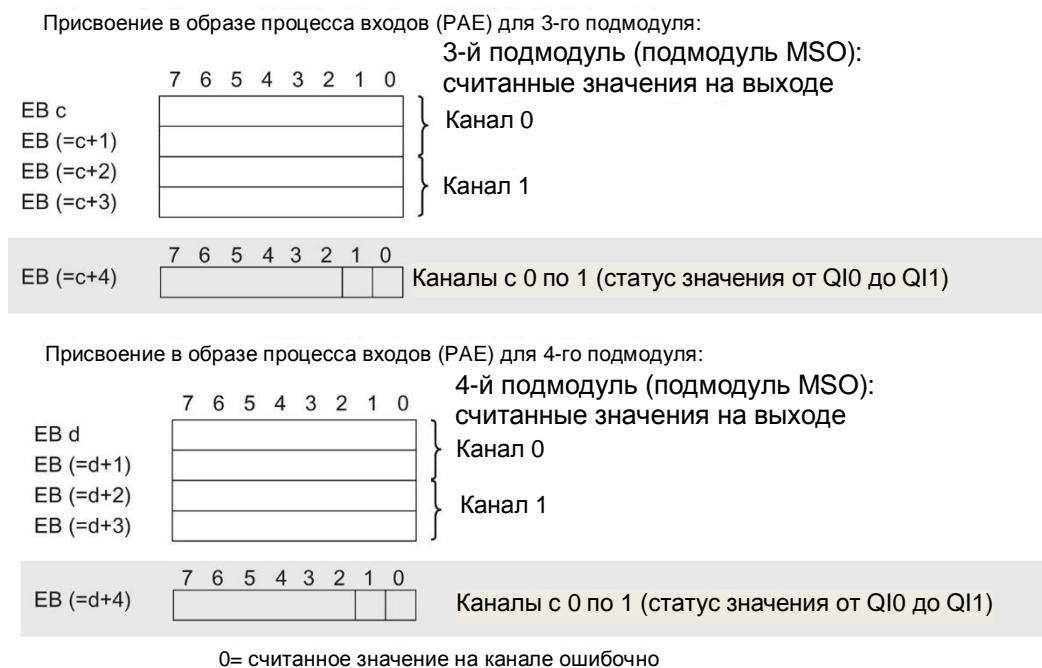 Присвоение в образе процесса входов (PAE) для 3-го подмодуля:
3-й подмодуль (подмодуль MSO):
считанные значения на выходе
7 6 5 4 3 2 1 0
EB c
Канал 0
EB (=c+1)
EB (=c+2)
Канал 1
EB (=c+3)
7 6 5 4 3 2 1 0
EB (=c+4)
Каналы с 0 по 1 (статус значения от QI0 до QI1)
Присвоение в образе процесса входов (PAE) для 4-го подмодуля:
4-й подмодуль (подмодуль MSO):
считанные значения на выходе
7 6 5 4 3 2 1 0
EB d
Канал 0
EB (=d+1)
EB (=d+2)
Канал 1
EB (=d+3)
7 6 5 4 3 2 1 0
EB (=d+4)
Каналы с 0 по 1 (статус значения от QI0 до QI1)
0= считанное значение на канале ошибочно